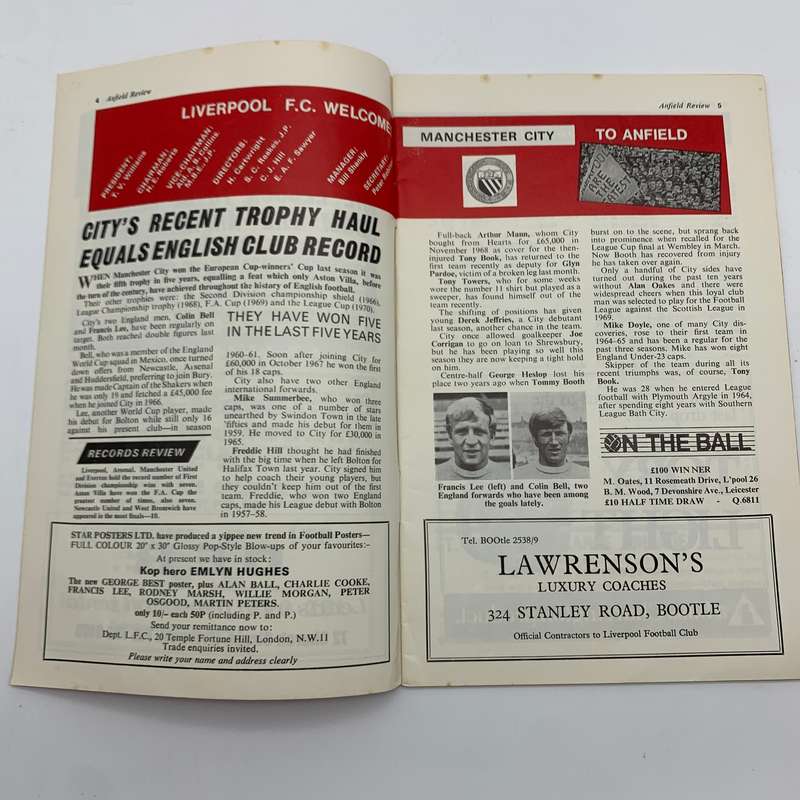 4 Anfield Review
LIVERPOOL F.C. WELCOME
PRESIDENT:
T. V. Williams
CHAIRMAN:
H. E. Roberts
VICE CHAIRMAN:
M.B.E., J.P.
DIRECTORS:
H. Cartwright
S. C. Reakes, J.P.
C. J. Hill
E. A. F. Sawyer
MANAGER:
Bill Shankly
SECRETARY:
CITY'S RECENT TROPHY HAUL
EQUALS ENGLISH CLUB RECORD
WHEN Manchester City won the European Cup-winners' Cup last season it was
their fifth trophy in five years, equalling a feat which only Aston Villa, before
the turn of the century, have achieved throughout the history of English football.
Their other trophies were: the Second Division championship shield (1966),
League Championship trophy (1968), F.A. Cup (1969) and the League Cup (1970).
City's two England men, Colin Bell
and Francis Lee, have been regularly on
target. Both reached double figures last
month.
Bell, who was a member of the England
World Cup squad in Mexico, once turned
down offers from Newcastle, Arsenal
and Huddersfield, preferring to join Bury.
He was made Captain of the Shakers when
he was only 19 and fetched a £45,000 fee
when he joined City in 1966.
Lee, another World Cup player, made
his debut for Bolton while still only 16
against his present club—in season
RECORDS REVIEW
Liverpool, Arsenal, Manchester United
and Everton hold the record number of First
Division championship wins with seven.
Aston Villa have won the F.A. Cup the
greatest number of times, also seven.
Newcastle United and West Bromwich have
appeared in the most finals—10.
THEY HAVE WON FIVE
IN THE LAST FIVE YEARS
1960–61. Soon after joining City for
£60,000 in October 1967 he won the first
of his 18 caps.
City also have two other England
international forwards.
Mike Summerbee, who won three
caps, was one of a number of stars
unearthed by Swindon Town in the late
'fifties and made his debut for them in
1959. He moved to City for £30,000 in
1965.
Freddie Hill thought he had finished
with the big time when he left Bolton for
Halifax Town last year. City signed him
to help coach their young players, but
they couldn't keep him out of the first
team. Freddie, who won two England
caps, made his League debut with Bolton
in 1957–58.
STAR POSTERS LTD. have produced a yippee new trend in Football Posters—
FULL COLOUR 20" x 30" Glossy Pop-Style Blow-ups of your favourites:–
At present we have in stock:
Kop hero EMLYN HUGHES
The new GEORGE BEST poster, plus ALAN BALL, CHARLIE COOKE,
FRANCIS LEE, RODNEY MARSH, WILLIE MORGAN, PETER
OSGOOD, MARTIN PETERS.
only 10/– each 50P (including P. and P.)
Send your remittance now to:
Dept. L.F.C., 20 Temple Fortune Hill, London, N.W.11
Trade enquiries invited.
Please write your name and address clearly
Anfield Review 5
MANCHESTER CITY TO ANFIELD
Full-back Arthur Mann, whom City
bought from Hearts for £65,000 in
November 1968 as cover for the then-
injured Tony Book, has returned to the
first team recently as deputy for Glyn
Pardoe, victim of a broken leg last month.
Tony Towers, who for some weeks
wore the number 11 shirt but played as a
sweeper, has found himself out of the
team recently.
The shifting of positions has given
young Derek Jeffries, a City debutant
last season, another chance in the team.
City once allowed goalkeeper Joe
Corrigan to go on loan to Shrewsbury,
but he has been playing so well this
season they are now keeping a tight hold
on him.
Centre-half George Heslop lost his
place two years ago when Tommy Booth
Francis Lee (left) and Colin Bell, two
England forwards who have been among
the goals lately.
burst on to the scene, but sprang back
into prominence when recalled for the
League Cup final at Wembley in March.
Now Booth has recovered from injury
he has taken over again.
Only a handful of City sides have
turned out during the past ten years
without Alan Oakes and there were
widespread cheers when this loyal club
man was selected to play for the Football
League against the Scottish League in
1969.
Mike Doyle, one of many City dis-
coveries, rose to their first team in
1964–65 and has been a regular for the
past three seasons. Mike has won eight
England Under-23 caps.
Skipper of the team during all its
recent triumphs was, of course, Tony
Book.
He was 28 when he entered League
football with Plymouth Argyle in 1964,
after spending eight years with Southern
League Bath City.
ON THE BALL
£100 WINNER
M. Oates, 11 Rosemeath Drive, L'pool 26
B. M. Wood, 7 Devonshire Ave., Leicester
£10 HALF TIME DRAW - Q.6811
Tel. BOOtle 2538/9
LAWRENSON'S
LUXURY COACHES
324 STANLEY ROAD, BOOTLE
Official Contractors to Liverpool Football Club